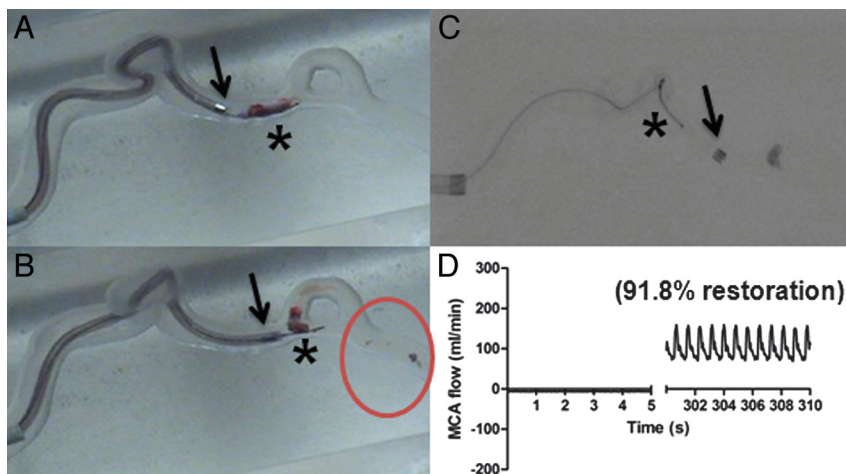 A
*
B
*
C
*
D
(91.8% restoration)
MCA flow (ml/min)
300
200
100
0
-100
-200
1 2 3 4 5 302 304 306 308 310
Time (s)